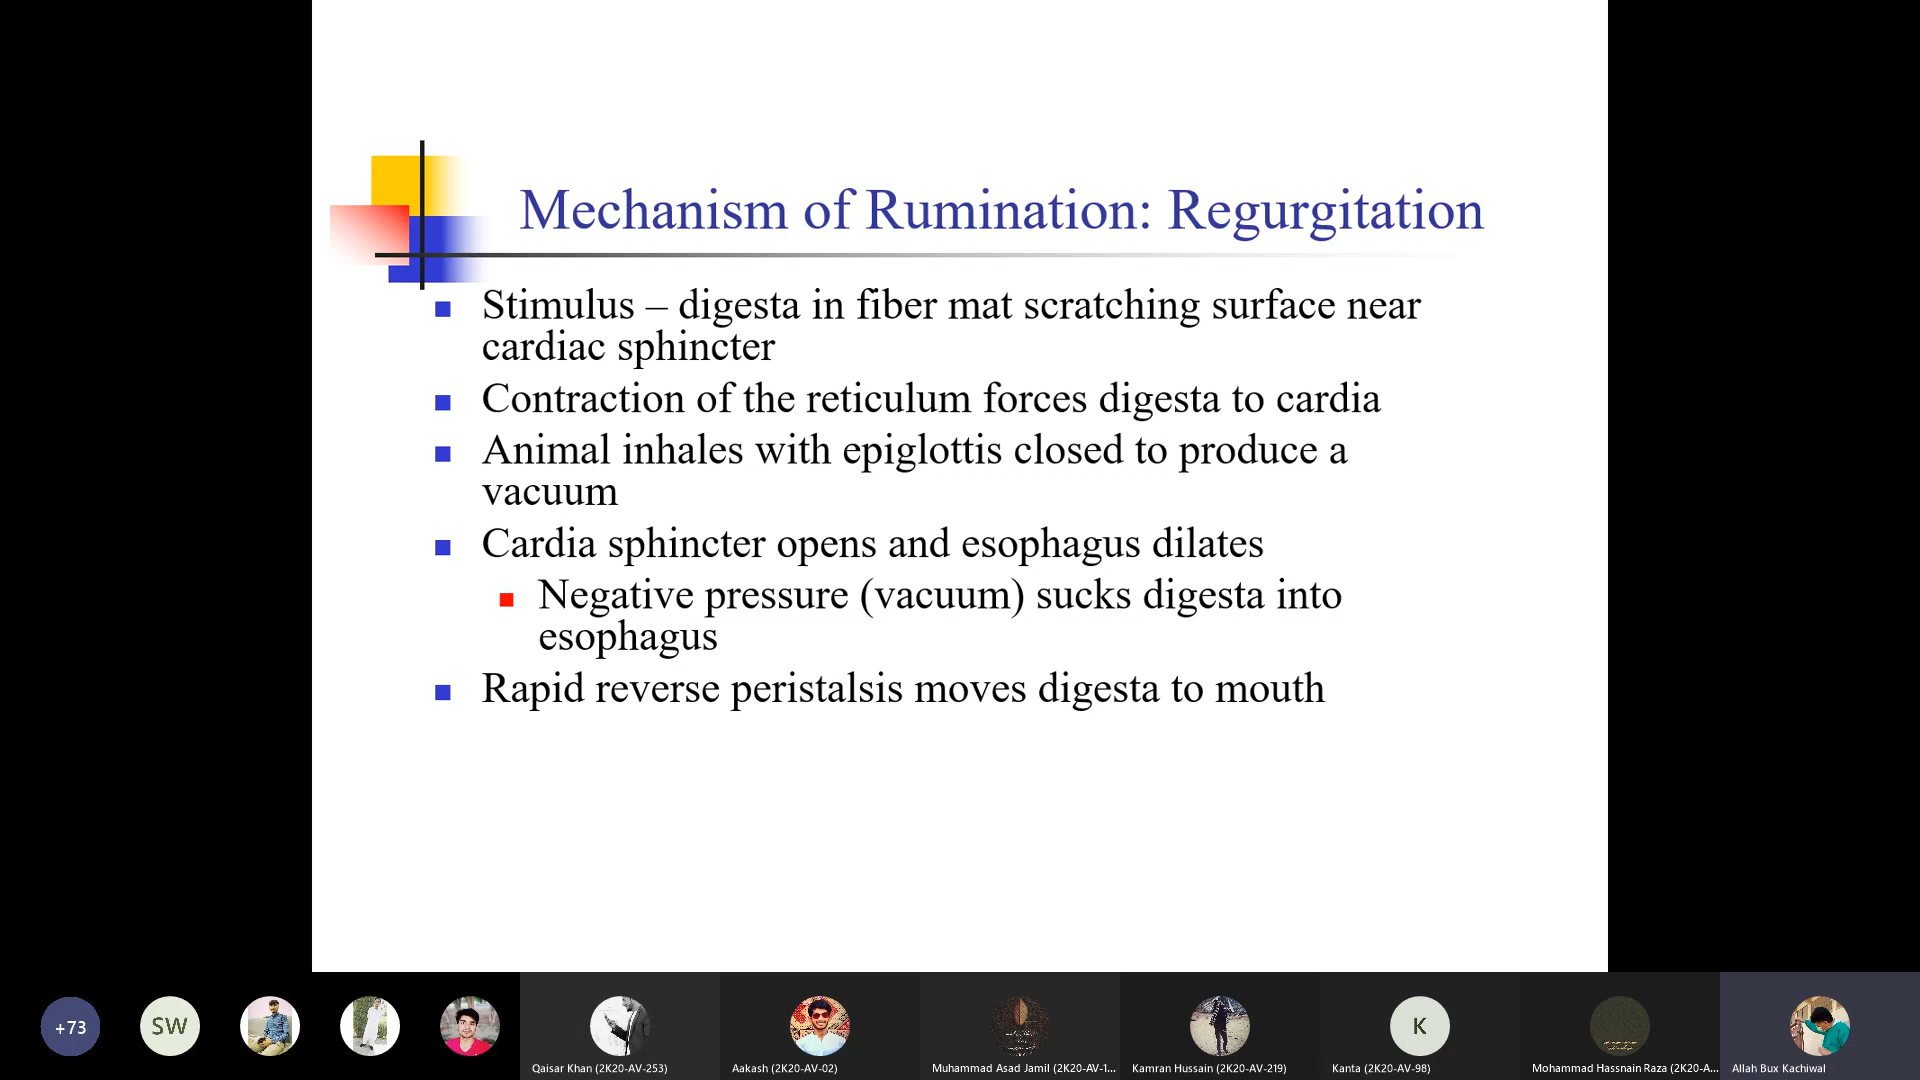 Mechanism of Rumination: Regurgitation
Stimulus – digesta in fiber mat scratching surface near
cardiac sphincter
Contraction of the reticulum forces digesta to cardia
Animal inhales with epiglottis closed to produce a
vacuum
Cardia sphincter opens and esophagus dilates
Negative pressure (vacuum) sucks digesta into
esophagus
Rapid reverse peristalsis moves digesta to mouth
+73
SW
K
Qaisar Khan (2K20-AV-253)
Aakash (2K20-AV-02)
Muhammad Asad Jamil (2K20-AV-1...
Kamran Hussain (2K20-AV-219)
Kanta (2K20-AV-98)
Mohammad Hassnain Raza (2K20-A...
Allah Bux Kachiwal